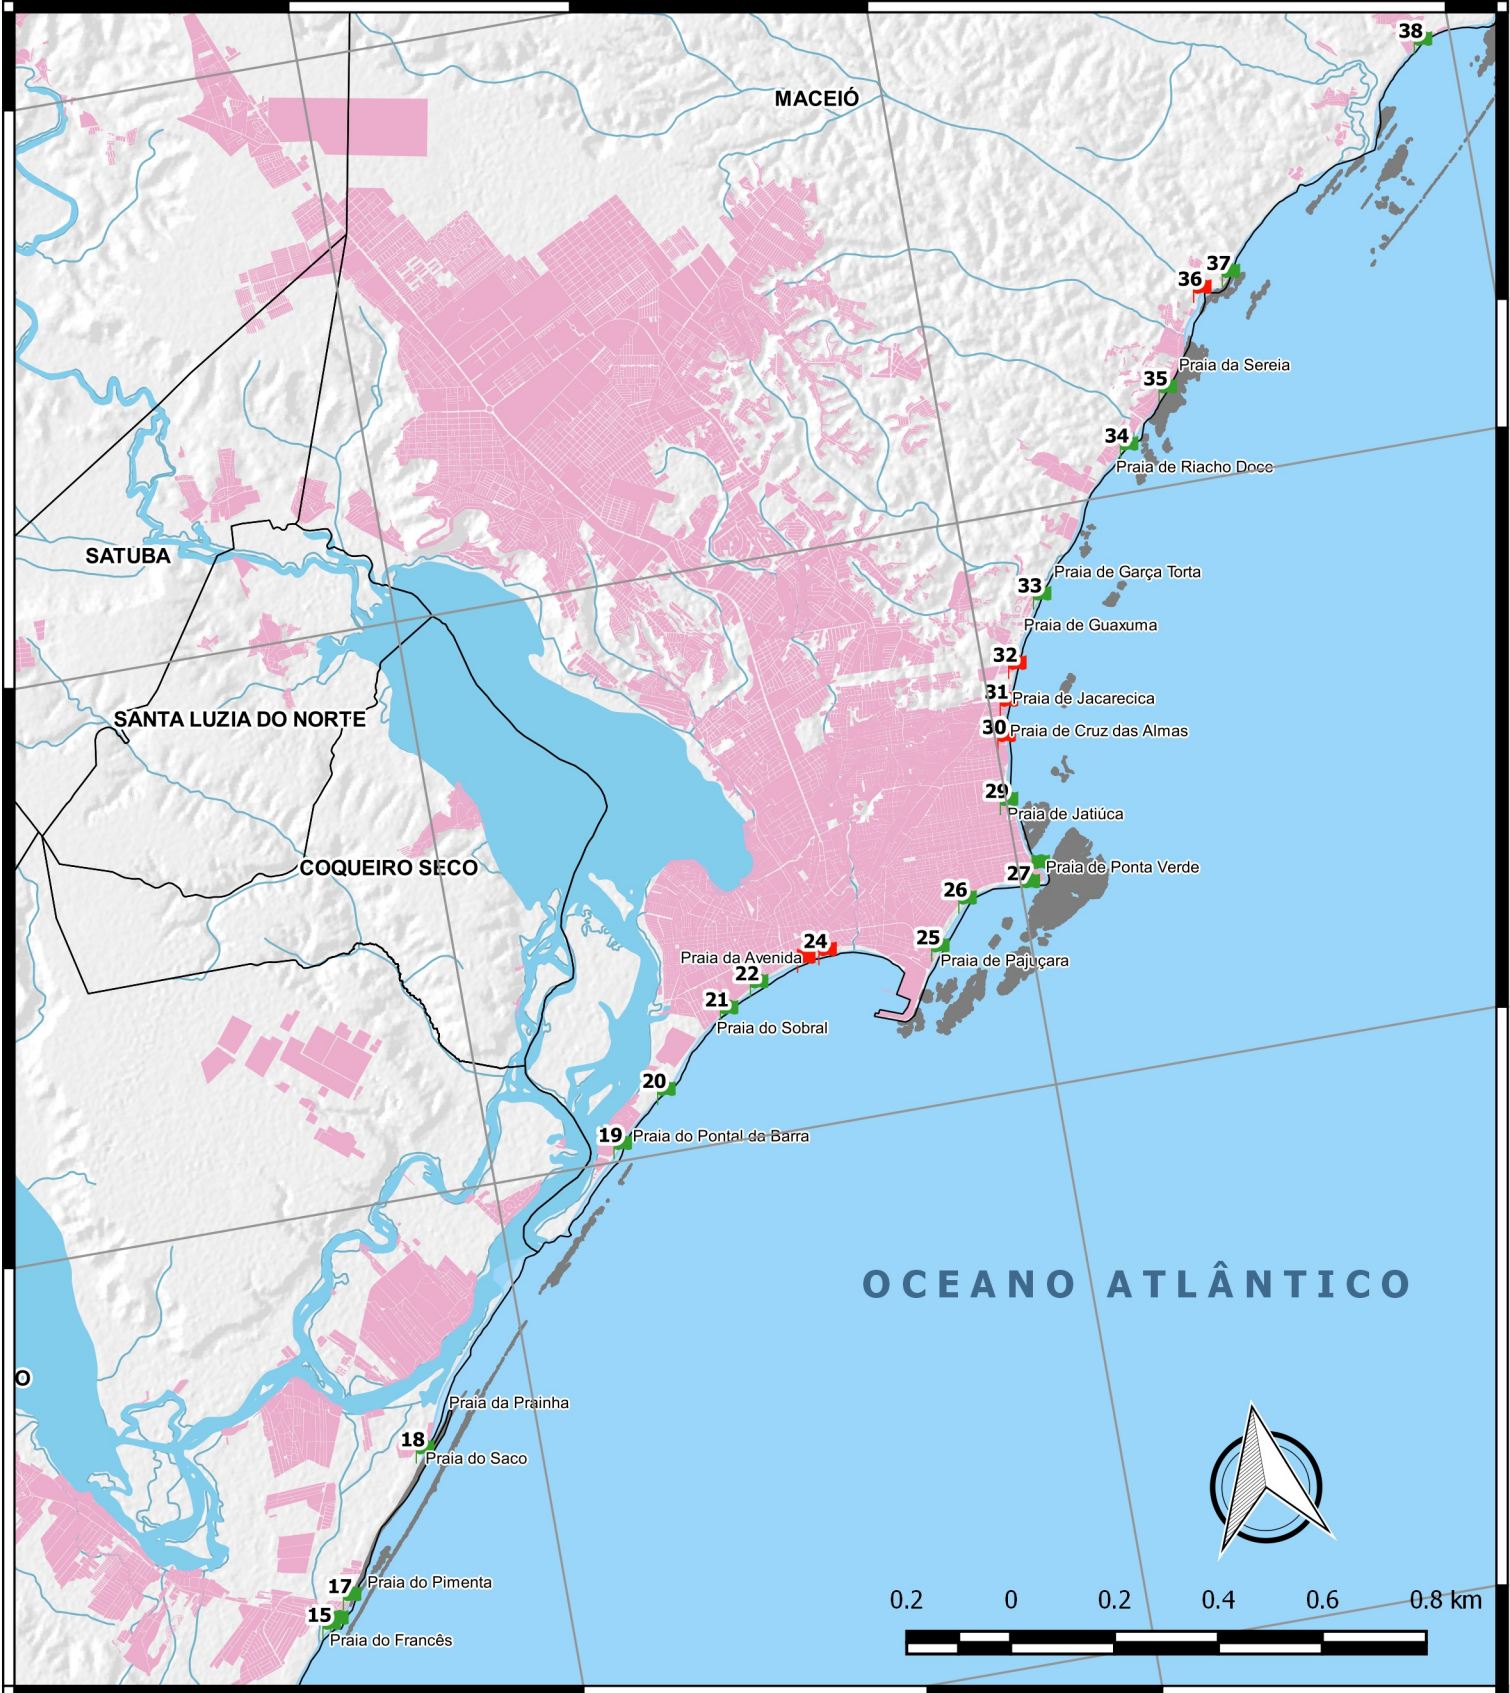 38
MACEIÓ
37
36
Praia da Sereia
35
34
Praia de Riacho Doce
SATUBA
Praia de Garça Torta
33
Praia de Guaxuma
32
31
Praia de Jacarecica
SANTA LUZIA DO NORTE
30
Praia de Cruz das Almas
29
Praia de Jatiúca
COQUEIRO SECO
Praia de Ponta Verde
27
26
25
24
Praia da Avenida
Praia de Pajuçara
22
21
Praia do Sobral
20
19
Praia do Pontal da Barra
OCEANO ATLÂNTICO
O
Praia da Prainha
18
Praia do Saco
17
Praia do Pimenta
15
Praia do Francês
0.2 0 0.2 0.4 0.6 0.8 km